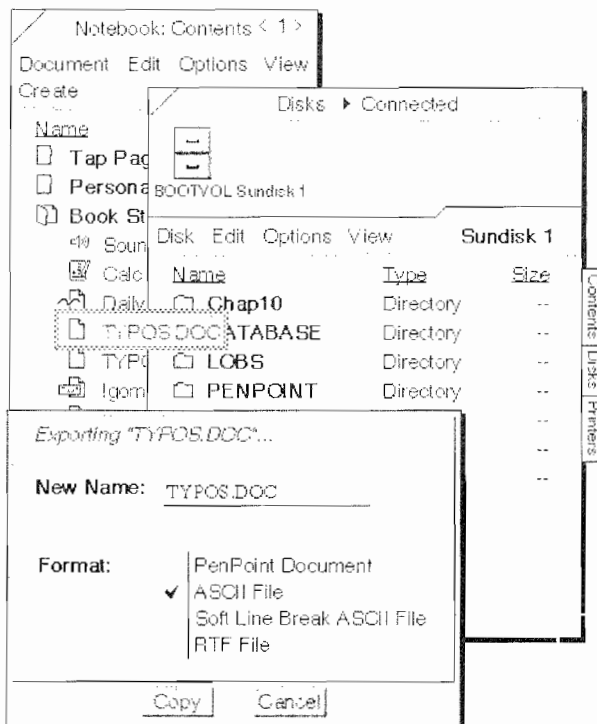 Notebook: Contents < 1 >
Document Edit Options View
Create
Name
Tap Pag
Persona
Book St
Soun
Calc
Daily
TYPOS.DOC
TYPO
!gom
Disks ▶ Connected
BOOTVOL Sundisk 1
Disk Edit Options View Sundisk 1
Name Type Size
Chap10 Directory --
ATABASE Directory --
LOBS Directory --
PENPOINT Directory --
--
--
--
Contents
Disks
Printers
Exporting "TYPOS.DOC"...
New Name: TYPOS.DOC
Format: PenPoint Document
✔ ASCII File
Soft Line Break ASCII File
RTF File
Copy Cancel